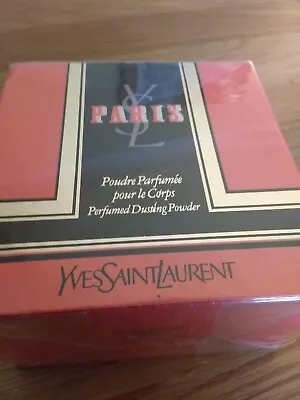 YSL
PARIS
Poudre Parfumée
pour le Corps
Perfumed Dusting Powder
YVESSAINTLAURENT